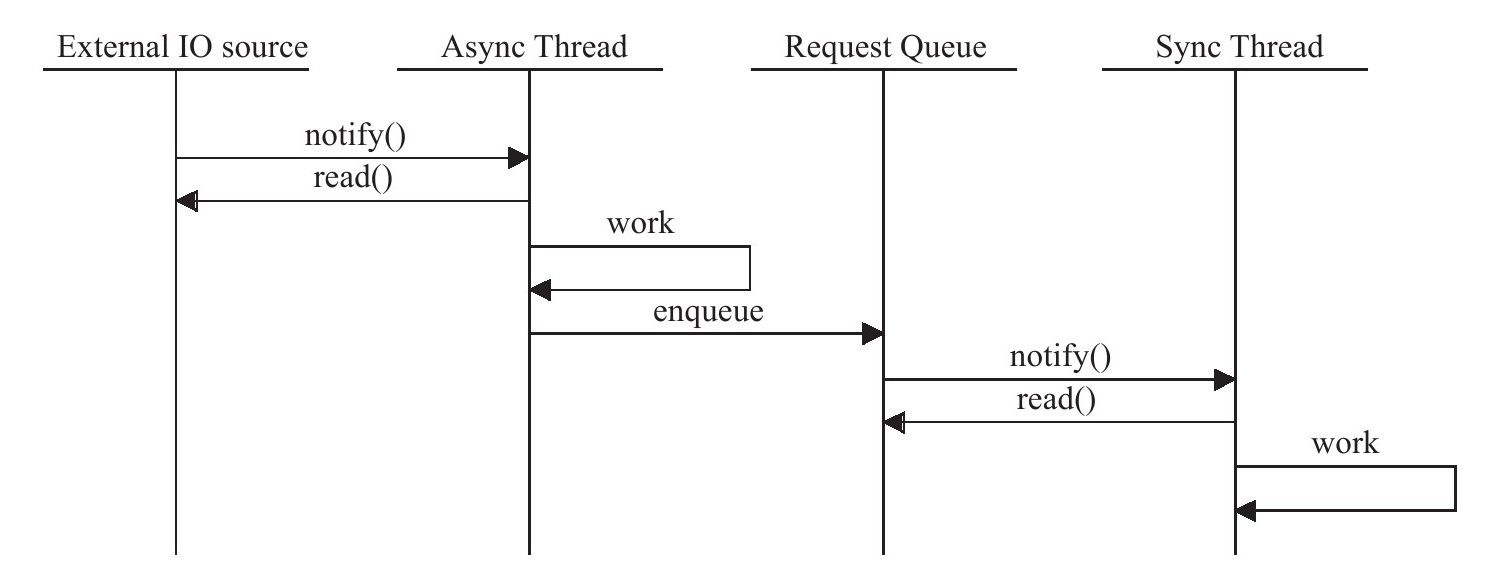 External IO source
Async Thread
Request Queue
Sync Thread
notify()
read()
work
enqueue
notify()
read()
work